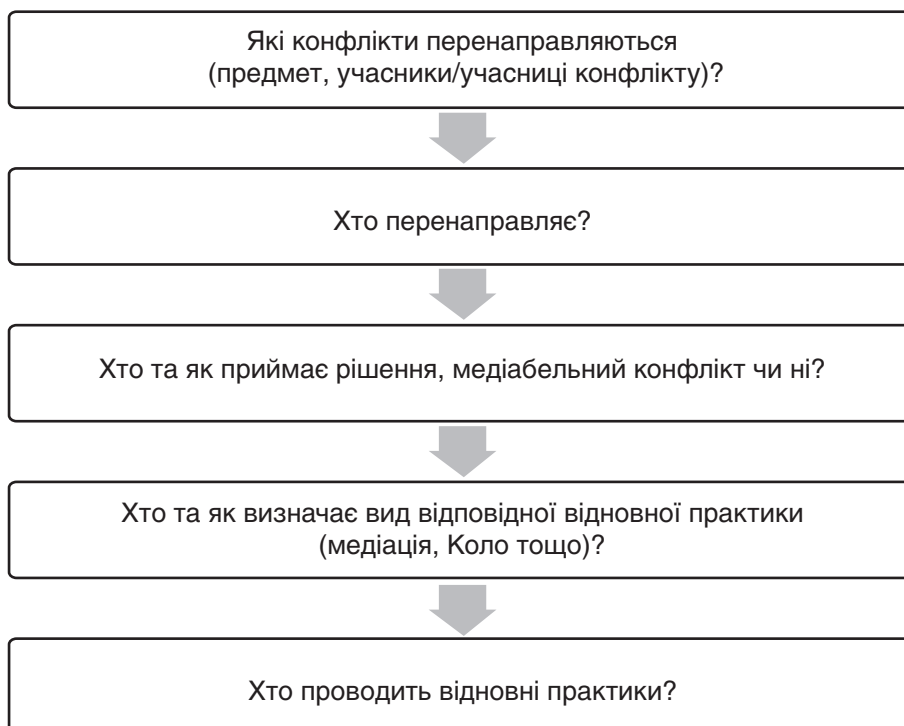 Які конфлікти перенаправляються
(предмет, учасники/учасниці конфлікту)?
Хто перенаправляє?
Хто та як приймає рішення, медіабельний конфлікт чи ні?
Хто та як визначає вид відповідної відновної практики
(медіація, Коло тощо)?
Хто проводить відновні практики?